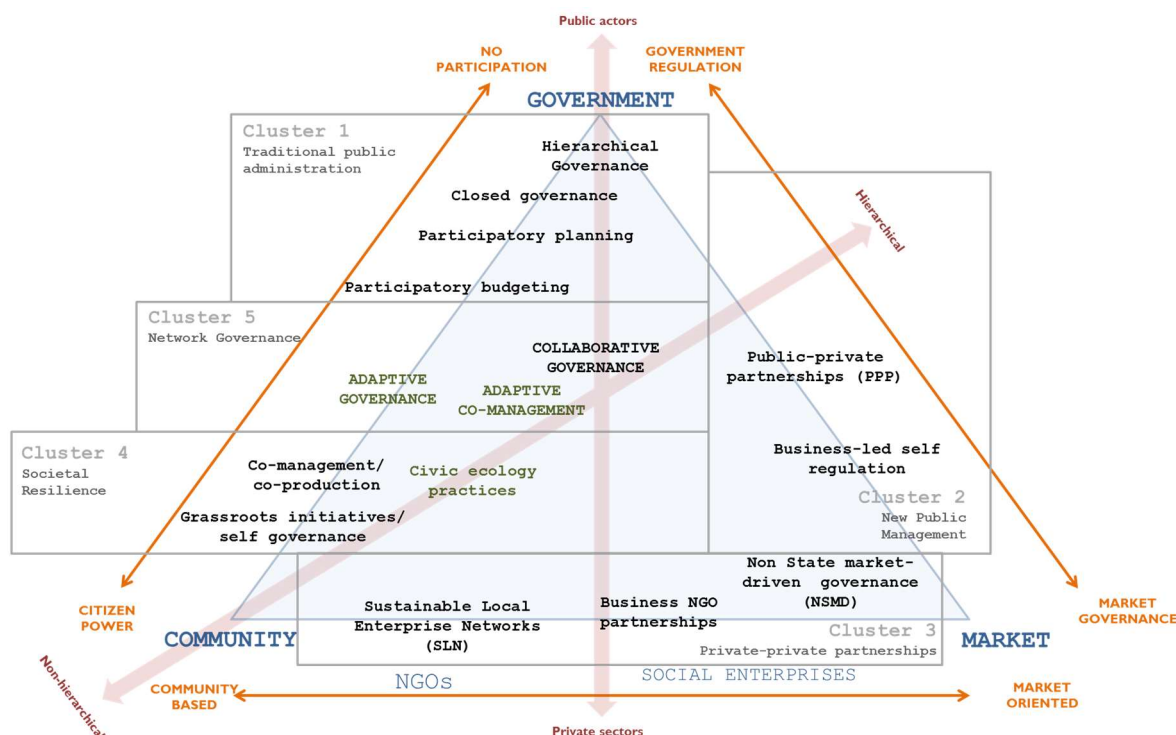 Public actors
NO
PARTICIPATION
GOVERNMENT
REGULATION
GOVERNMENT
Cluster 1
Traditional public
administration
Hierarchical
Governance
Closed governance
Participatory planning
Participatory budgeting
Hierarchical
Cluster 5
Network Governance
COLLABORATIVE
GOVERNANCE
ADAPTIVE
GOVERNANCE
ADAPTIVE
CO-MANAGEMENT
Public-private
partnerships (PPP)
Cluster 4
Societal
Resilience
Co-management/
co-production
Civic ecology
practices
Grassroots initiatives/
self governance
Business-led self
regulation
Cluster 2
New Public
Management
Non State market-
driven governance
(NSMD)
Business NGO
partnerships
Sustainable Local
Enterprise Networks
(SLN)
Cluster 3
Private-private partnerships
CITIZEN
POWER
MARKET
GOVERNANCE
COMMUNITY
MARKET
Non-hierarchical
COMMUNITY
BASED
NGOs
SOCIAL ENTERPRISES
MARKET
ORIENTED
Private sectors